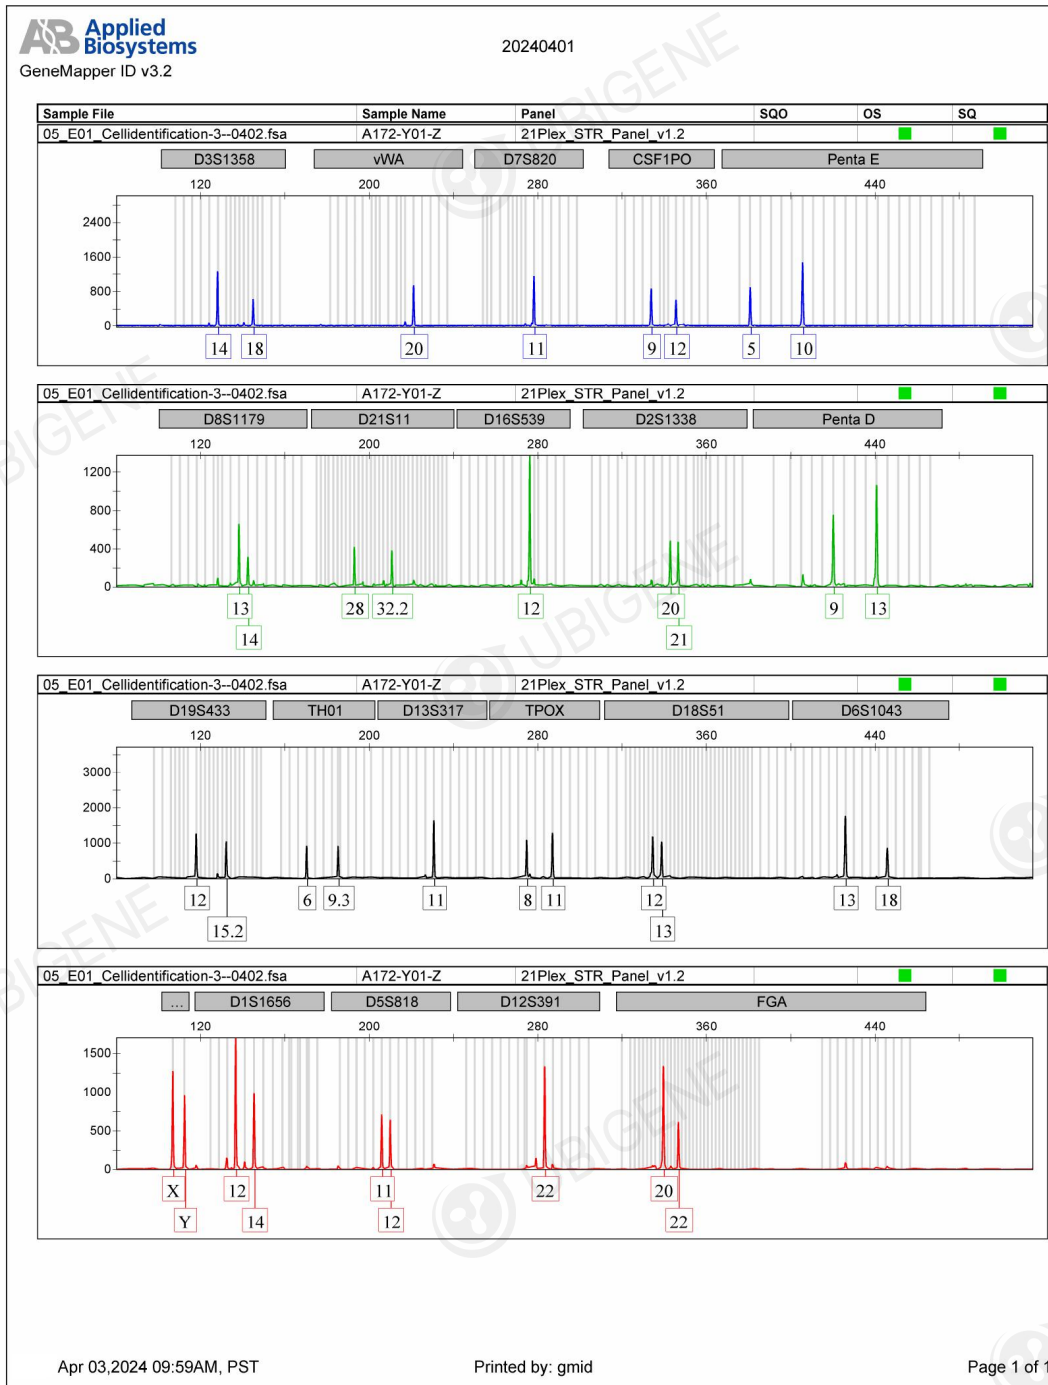 AB Applied
Biosystems
20240401
GeneMapper ID v3.2
Sample File Sample Name Panel SQO OS SQ
05_E01_Cellidentification-3--0402.fsa A172-Y01-Z 21Plex_STR_Panel_v1.2
D3S1358 vWA D7S820 CSF1PO Penta E
120 200 280 360 440
2400
1600
800
0
14 18 20 11 9 12 5 10
05_E01_Cellidentification-3--0402.fsa A172-Y01-Z 21Plex_STR_Panel_v1.2
D8S1179 D21S11 D16S539 D2S1338 Penta D
120 200 280 360 440
1200
800
400
0
13 28 32.2 12 20 9 13
14 21
05_E01_Cellidentification-3--0402.fsa A172-Y01-Z 21Plex_STR_Panel_v1.2
D19S433 TH01 D13S317 TPOX D18S51 D6S1043
120 200 280 360 440
3000
2000
1000
0
12 6 9.3 11 8 11 12 13 18
15.2 13
05_E01_Cellidentification-3--0402.fsa A172-Y01-Z 21Plex_STR_Panel_v1.2
... D1S1656 D5S818 D12S391 FGA
120 200 280 360 440
1500
1000
500
0
X 12 11 22 20
Y 14 12 22
Apr 03,2024 09:59AM, PST Printed by: gmid Page 1 of 1
UBIGENE
UBIGENE
UBIGENE
UBIGENE
UBIGENE